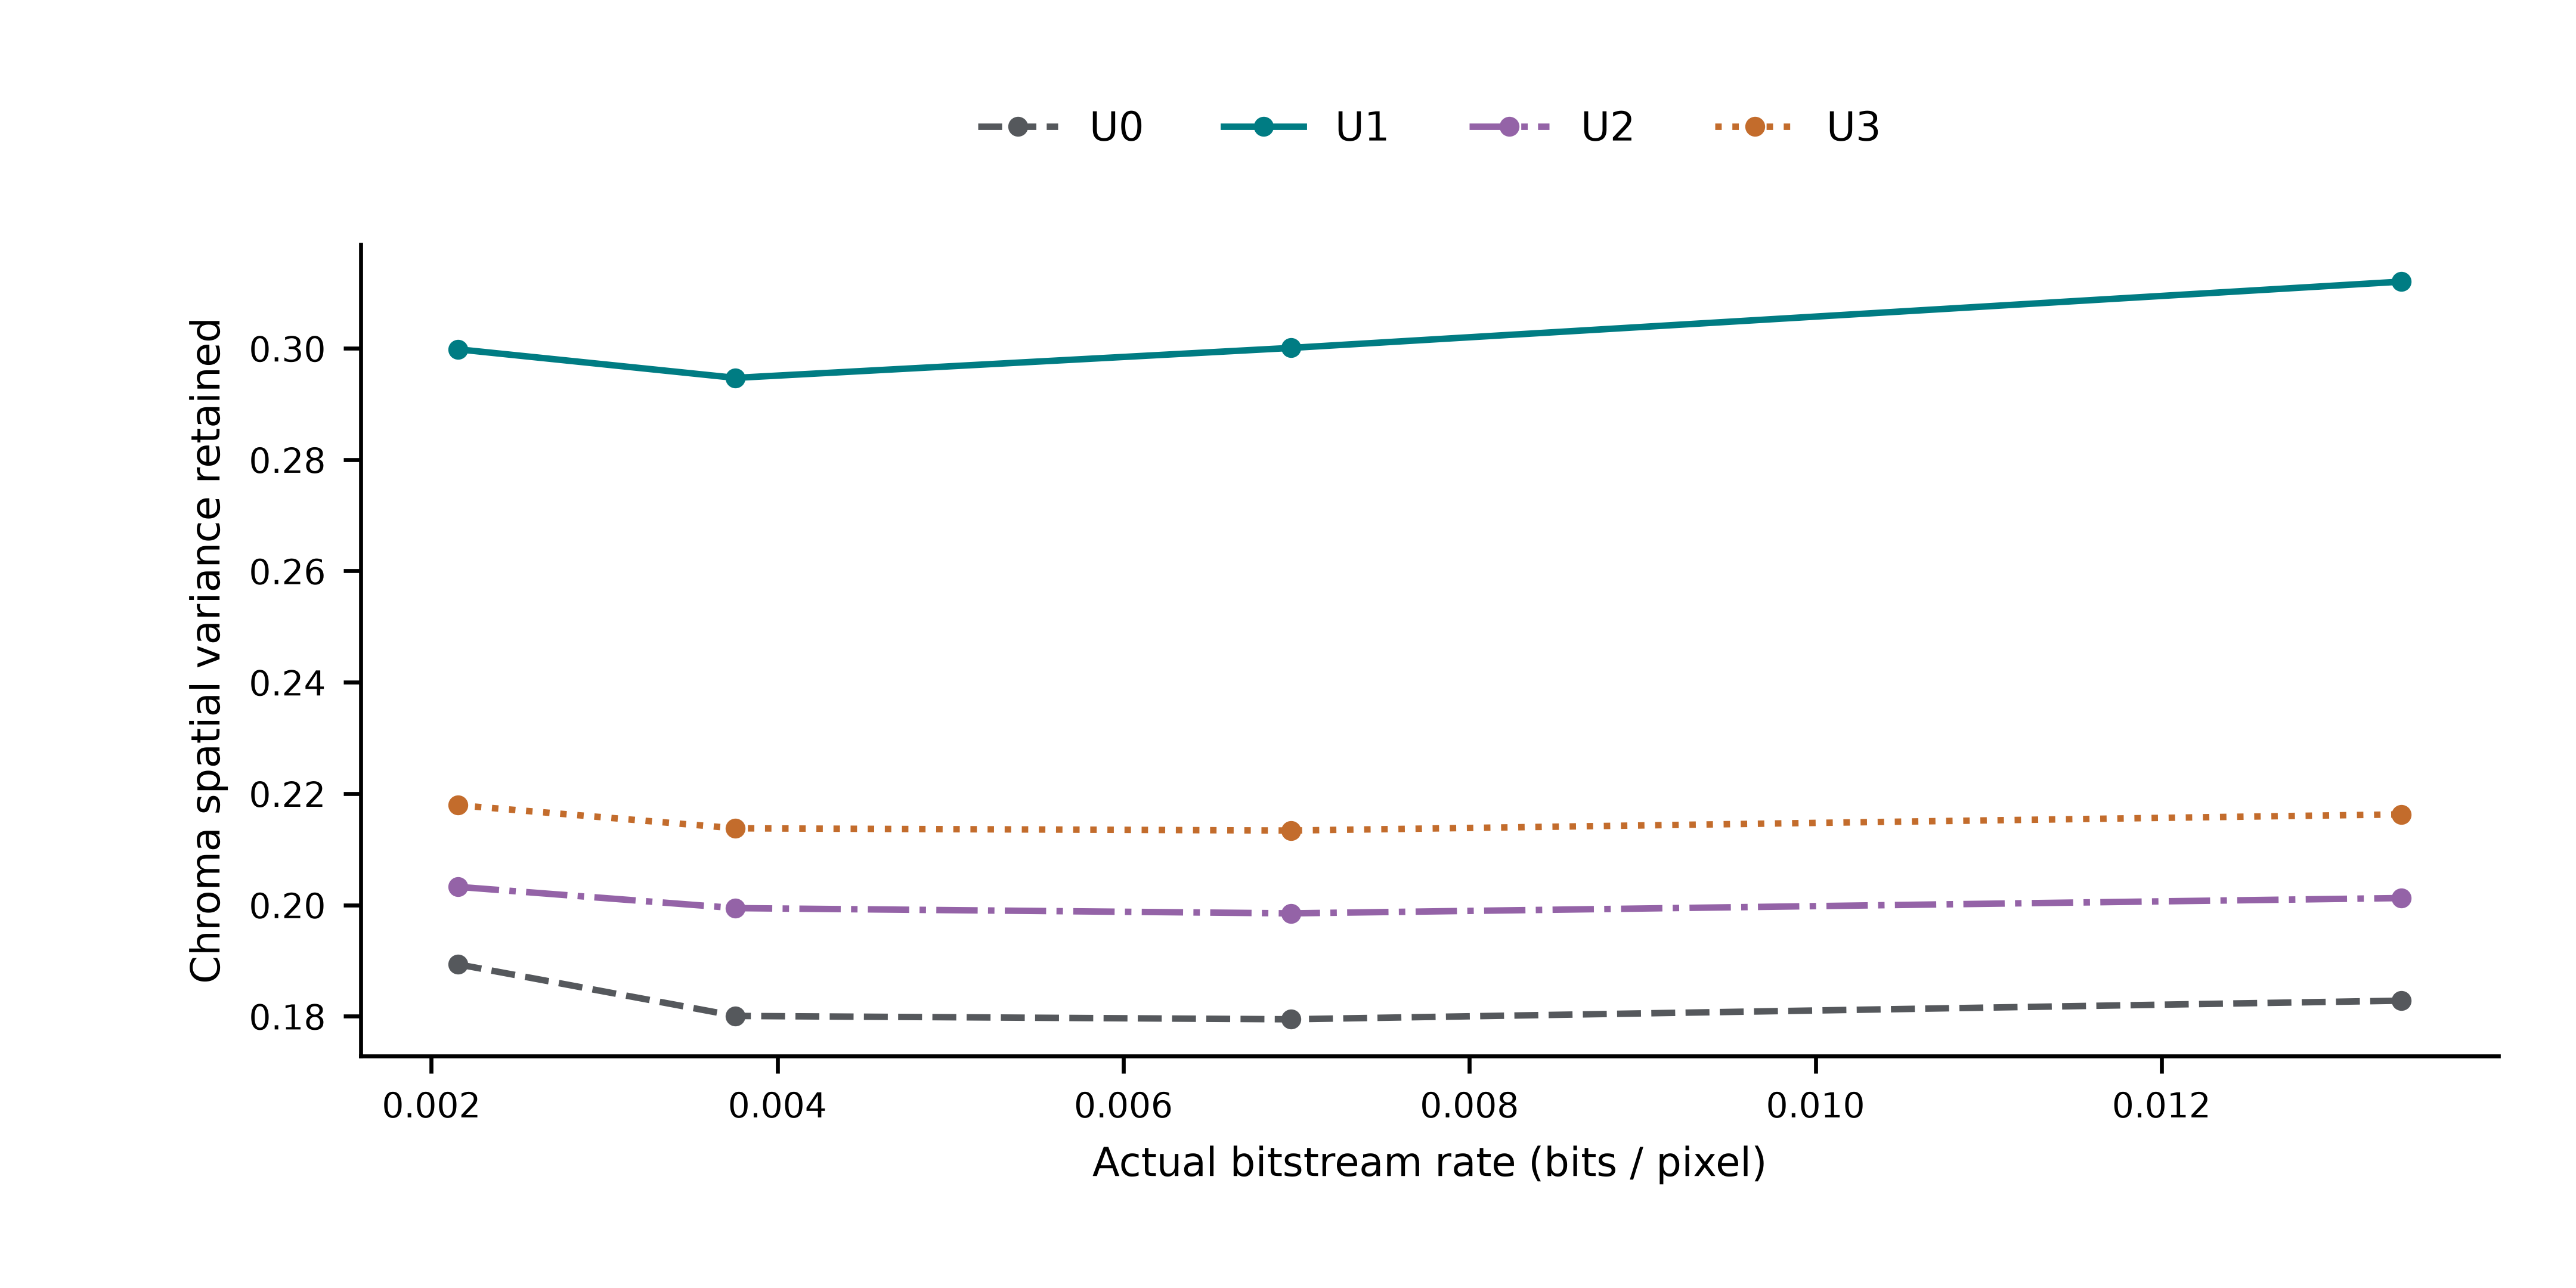 U0 U1 U2 U3
Chroma spatial variance retained
0.30
0.28
0.26
0.24
0.22
0.20
0.18
0.002 0.004 0.006 0.008 0.010 0.012
Actual bitstream rate (bits / pixel)